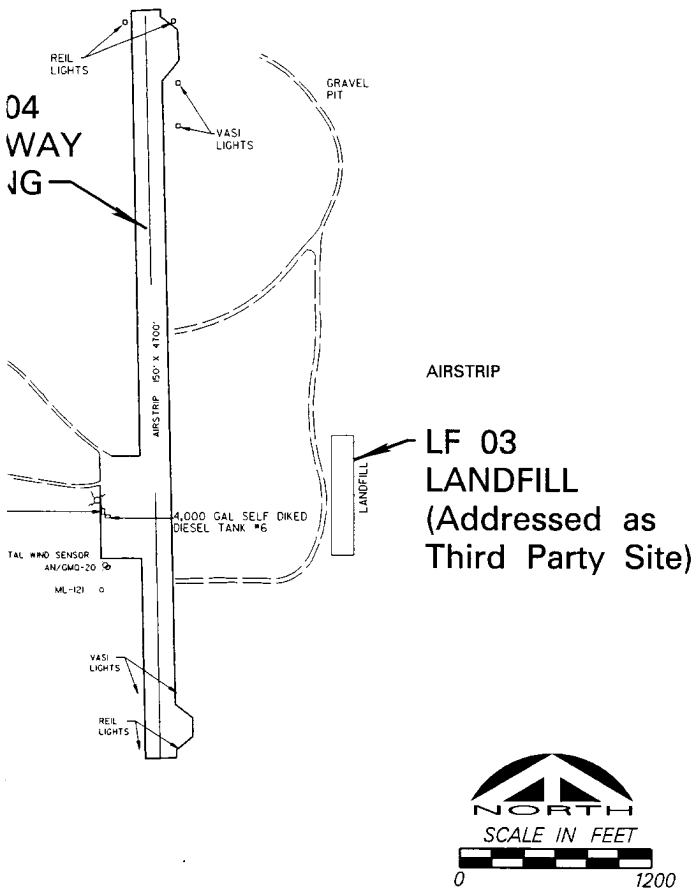 REIL
LIGHTS
GRAVEL
PIT
04
WAY
NG
VASI
LIGHTS
AIRSTRIP 150' X 4700'
AIRSTRIP
LF 03
LANDFILL
(Addressed as
Third Party Site)
LANDFILL
4,000 GAL SELF DIKED
DIESEL TANK #6
TAL WIND SENSOR
AN/GMQ-20
ML-121
VASI
LIGHTS
REIL
LIGHTS
NORTH
SCALE IN FEET
0 1200